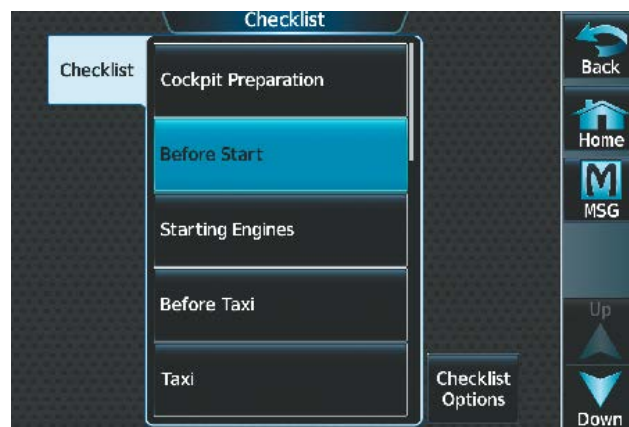 Checklist
Back
Checklist
Cockpit Preparation
Home
Before Start
MSG
Starting Engines
Before Taxi
Up
Taxi
Checklist
Options
Down